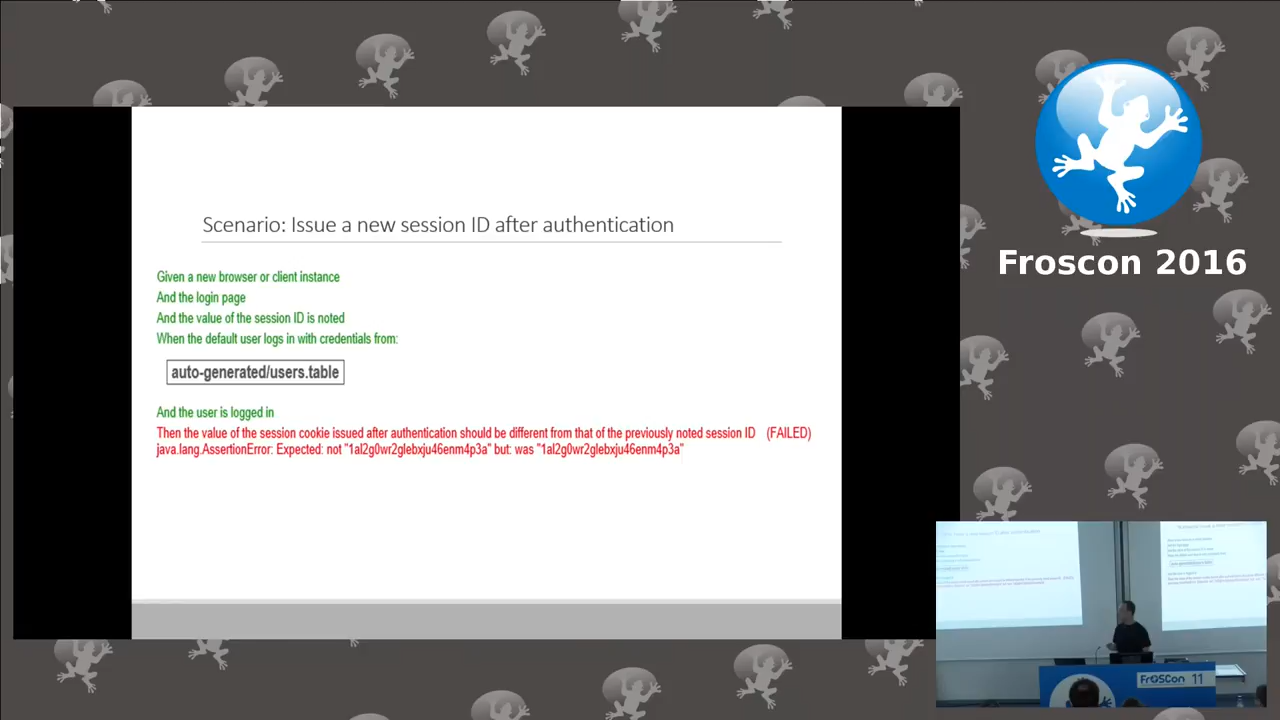 Scenario: Issue a new session ID after authentication
Given a new browser or client instance
And the login page
And the value of the session ID is noted
When the default user logs in with credentials from:
auto-generated/users.table
And the user is logged in
Then the value of the session cookie issued after authentication should be different from that of the previously noted session ID (FAILED)
java.lang.AssertionError: Expected: not "1al2g0wr2glebxju46enm4p3a" but: was "1al2g0wr2glebxju46enm4p3a"
Froscon 2016
FrOSCon 11